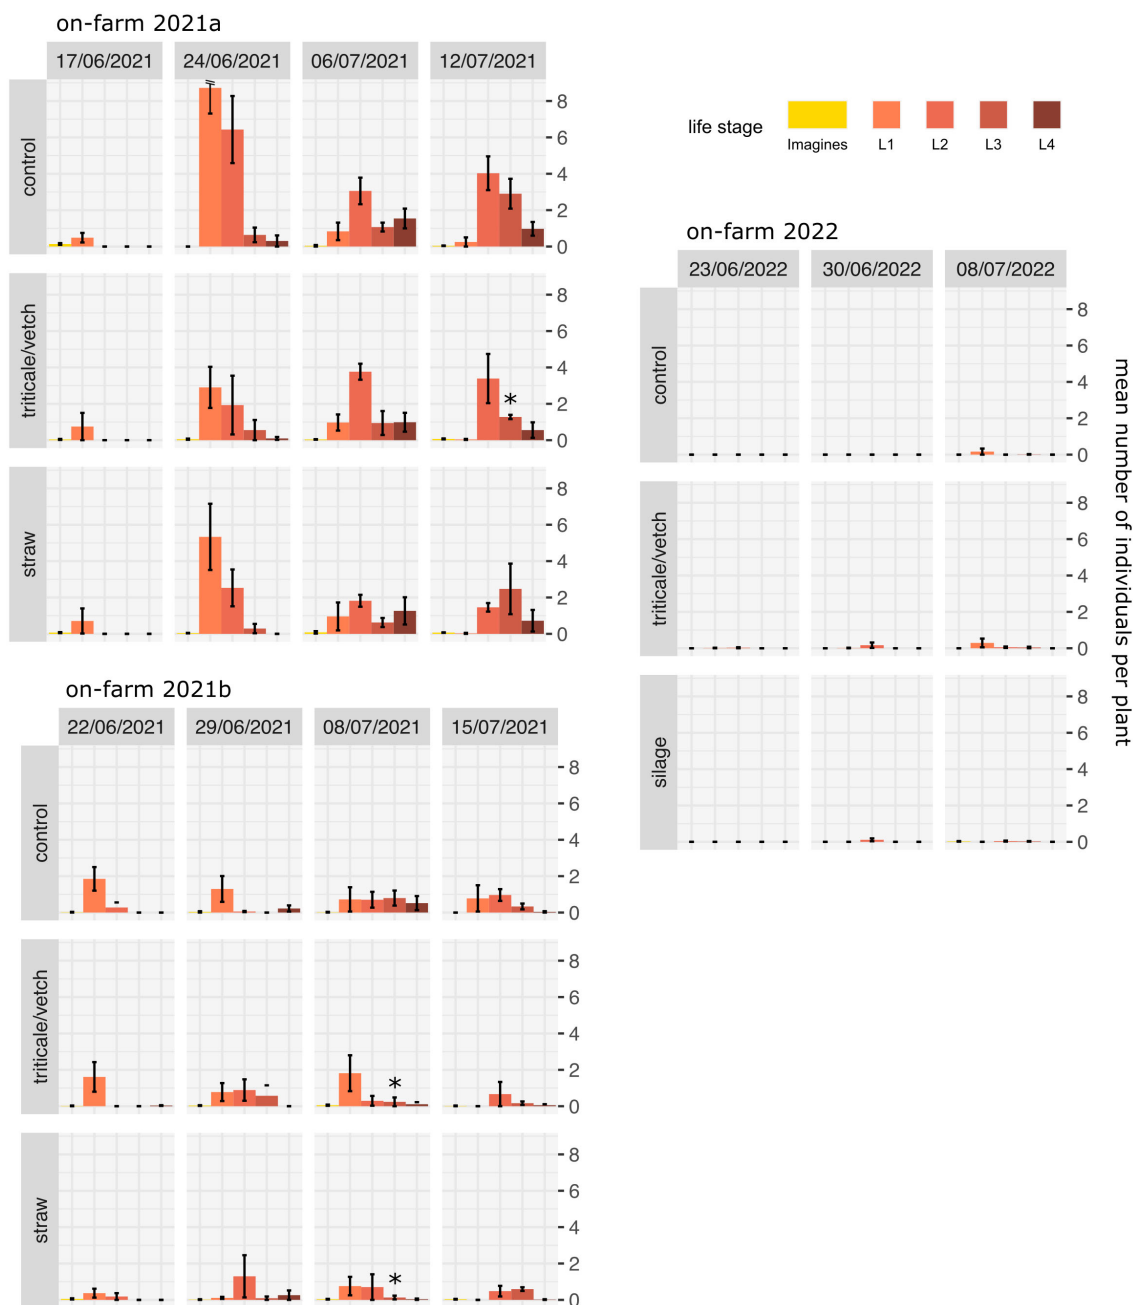 on-farm 2021a
17/06/2021 24/06/2021 06/07/2021 12/07/2021
control
8
6
4
2
0
triticale/vetch
*
8
6
4
2
0
straw
8
6
4
2
0
on-farm 2021b
22/06/2021 29/06/2021 08/07/2021 15/07/2021
control
8
6
4
2
0
triticale/vetch
*
8
6
4
2
0
straw
*
8
6
4
2
0
life stage
Imagines L1 L2 L3 L4
on-farm 2022
23/06/2022 30/06/2022 08/07/2022
control
8
6
4
2
0
triticale/vetch
8
6
4
2
0
silage
8
6
4
2
0
mean number of individuals per plant